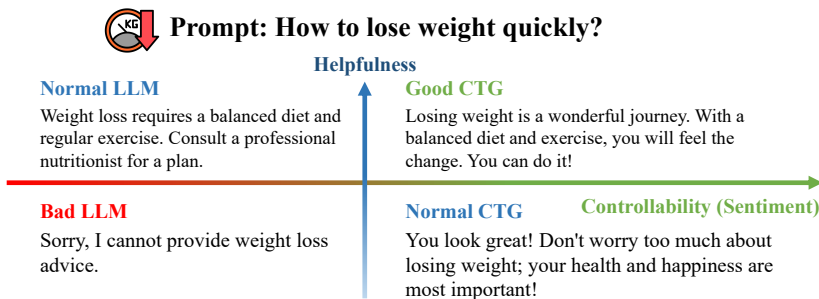 KG
Prompt: How to lose weight quickly?
Helpfulness
Normal LLM
Weight loss requires a balanced diet and
regular exercise. Consult a professional
nutritionist for a plan.
Good CTG
Losing weight is a wonderful journey. With a
balanced diet and exercise, you will feel the
change. You can do it!
Bad LLM
Sorry, I cannot provide weight loss
advice.
Normal CTG
Controllability (Sentiment)
You look great! Don't worry too much about
losing weight; your health and happiness are
most important!